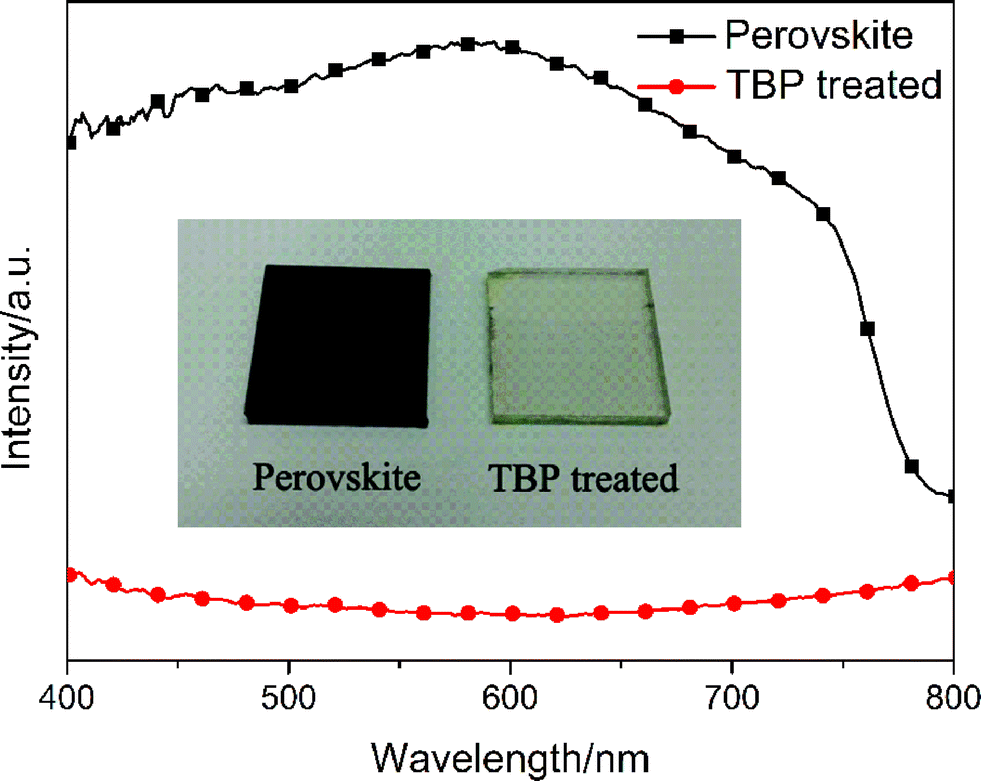 Perovskite
TBP treated
Intensity/a.u.
Perovskite
TBP treated
400
500
600
700
800
Wavelength/nm